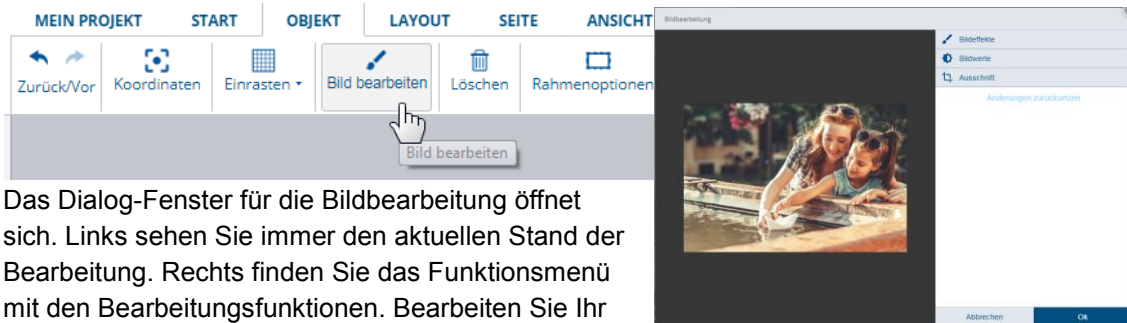 MEIN PROJEKT START OBJEKT LAYOUT SEITE ANSICHT
Zurück/Vor Koordinaten Einrasten Bild bearbeiten Löschen Rahmenoptionen
Bild bearbeiten
Das Dialog-Fenster für die Bildbearbeitung öffnet
sich. Links sehen Sie immer den aktuellen Stand der
Bearbeitung. Rechts finden Sie das Funktionsmenü
mit den Bearbeitungsfunktionen. Bearbeiten Sie Ihr
Bildbearbeitung
Bildeffekte
Bildwerte
Ausschnitt
Änderungen zurücksetzen
Abbrechen Ok